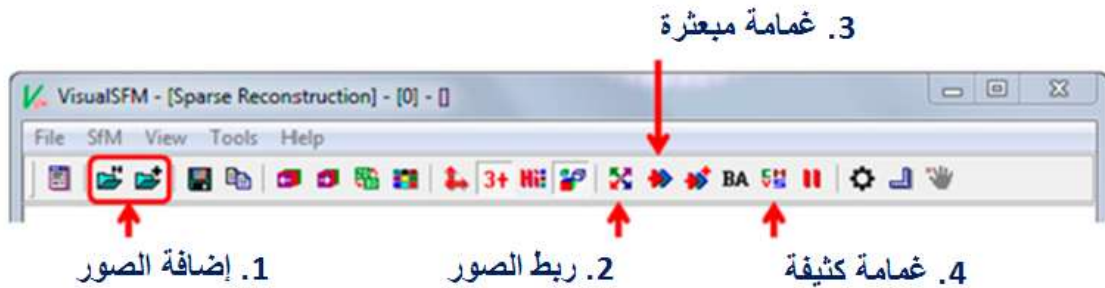 3. غمامة مبعثرة
VisualSFM - [Sparse Reconstruction] - [0] - []
File SfM View Tools Help
3+ BA
1. إضافة الصور
2. ربط الصور
4. غمامة كثيفة